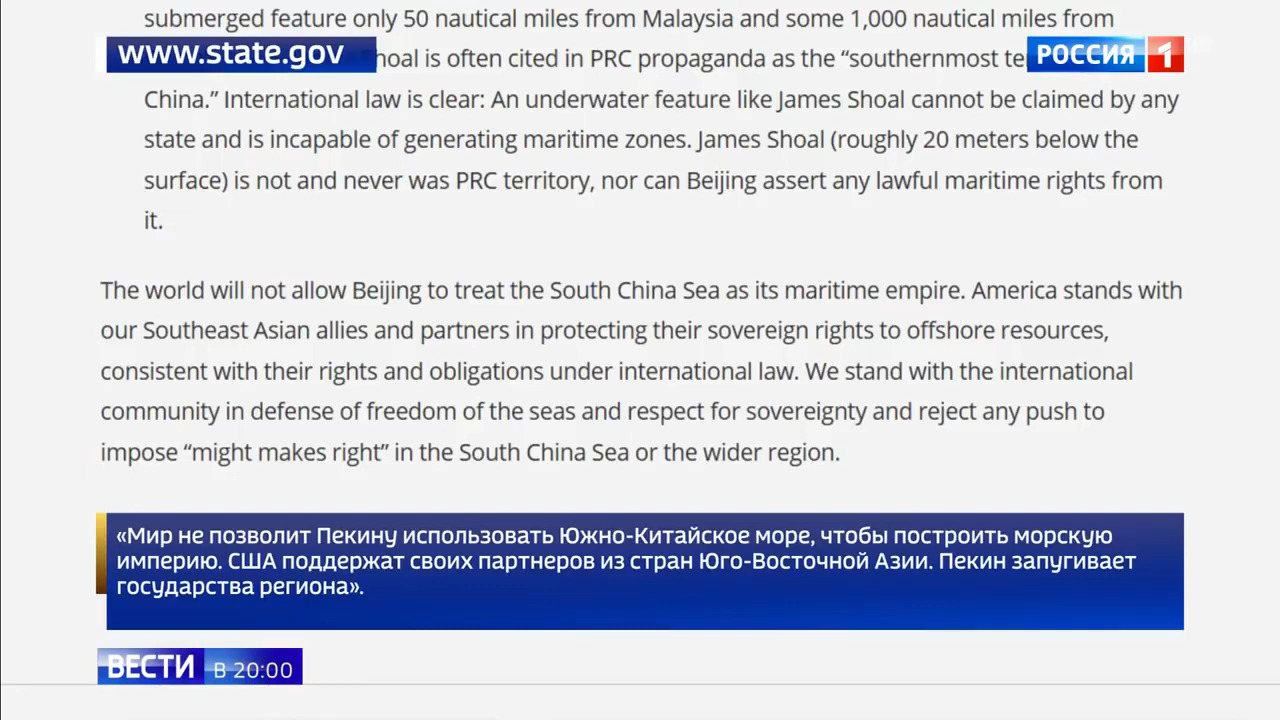 submerged feature only 50 nautical miles from Malaysia and some 1,000 nautical miles from
www.state.gov
РОССИЯ 1
is often cited in PRC propaganda as the “southernmost
China.” International law is clear: An underwater feature like James Shoal cannot be claimed by any
state and is incapable of generating maritime zones. James Shoal (roughly 20 meters below the
surface) is not and never was PRC territory, nor can Beijing assert any lawful maritime rights from
it.
The world will not allow Beijing to treat the South China Sea as its maritime empire. America stands with
our Southeast Asian allies and partners in protecting their sovereign rights to offshore resources,
consistent with their rights and obligations under international law. We stand with the international
community in defense of freedom of the seas and respect for sovereignty and reject any push to
impose “might makes right” in the South China Sea or the wider region.
«Мир не позволит Пекину использовать Южно-Китайское море, чтобы построить морскую
империю. США поддержат своих партнеров из стран Юго-Восточной Азии. Пекин запугивает
государства региона».
ВЕСТИ В 20:00